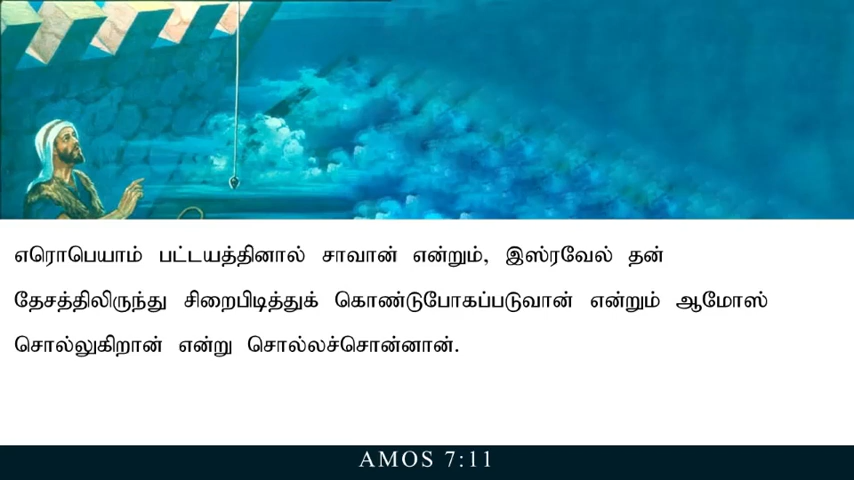 எரொபெயாம் பட்டயத்தினால் சாவான் என்றும், இஸ்ரவேல் தன்
தேசத்திலிருந்து சிறைபிடித்துக் கொண்டுபோகப்படுவான் என்றும் ஆமோஸ்
சொல்லுகிறான் என்று சொல்லச்சொன்னான்.
AMOS 7:11